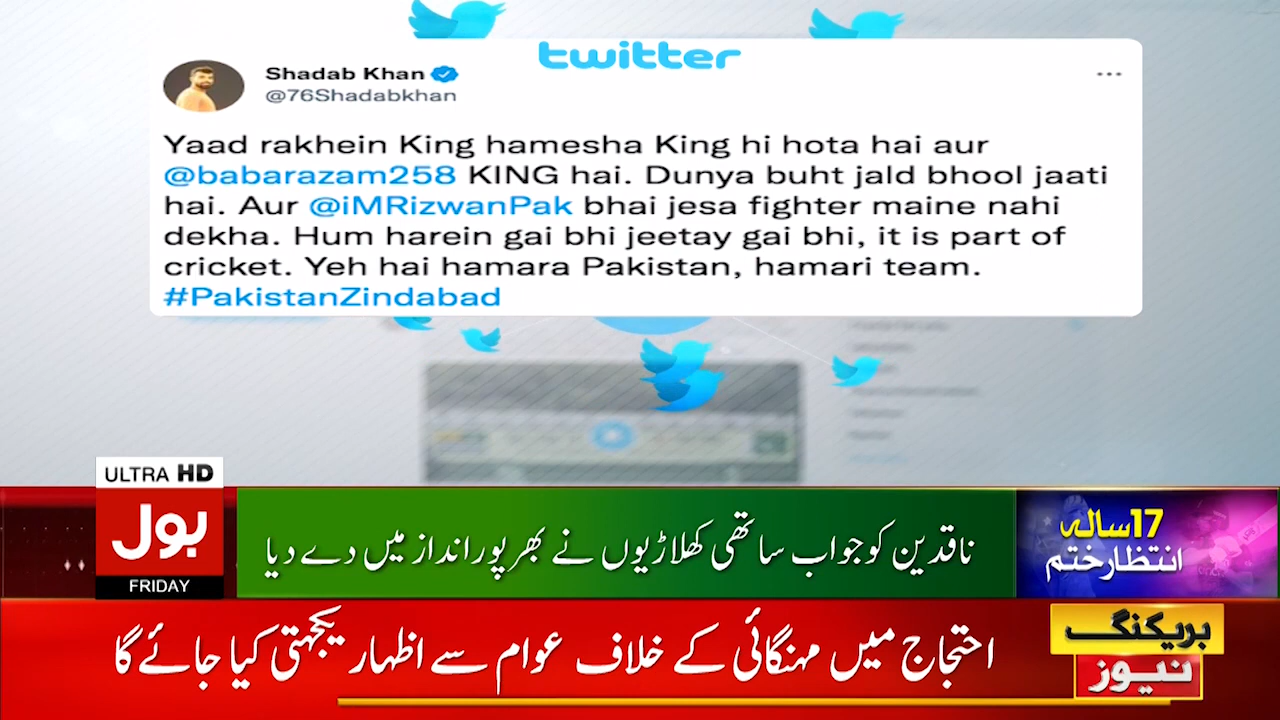 twitter
Shadab Khan
@76Shadabkhan
Yaad rakhein King hamesha King hi hota hai aur
@babarazam258 KING hai. Dunya buht jald bhool jaati
hai. Aur @iMRizwanPak bhai jesa fighter maine nahi
dekha. Hum harein gai bhi jeetay gai bhi, it is part of
cricket. Yeh hai hamara Pakistan, hamari team.
#PakistanZindabad
ULTRA HD
بول
FRIDAY
ناقدین کو جواب ساتھی کھلاڑیوں نے بھرپور انداز میں دے دیا
17 سالہ
انتظار ختم
احتجاج میں مہنگائی کے خلاف عوام سے اظہار یکجہتی کیا جائے گا
بریکنگ
نیوز